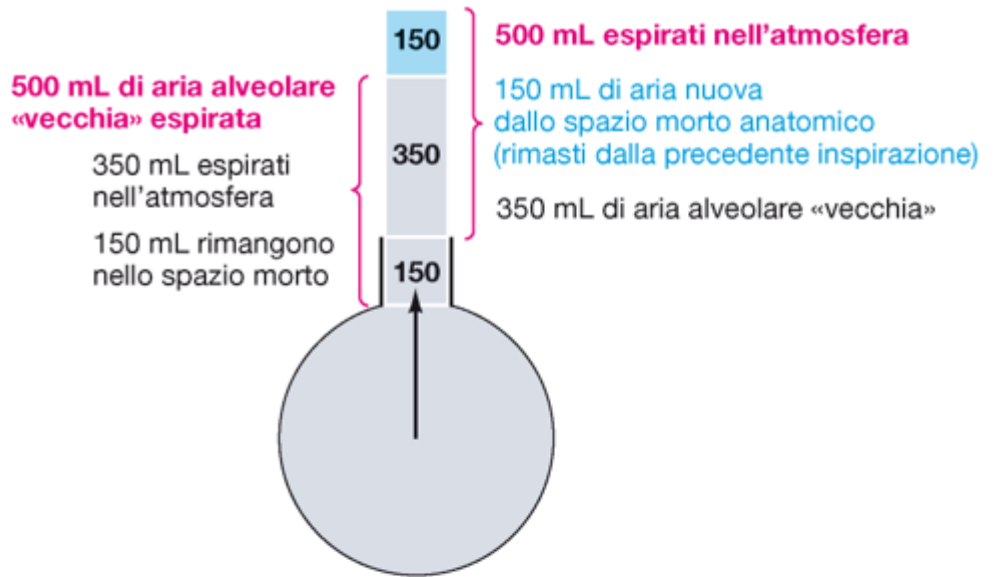 500 mL di aria alveolare
«vecchia» espirata
350 mL espirati
nell'atmosfera
150 mL rimangono
nello spazio morto
150
350
150
500 mL espirati nell'atmosfera
150 mL di aria nuova
dallo spazio morto anatomico
(rimasti dalla precedente inspirazione)
350 mL di aria alveolare «vecchia»